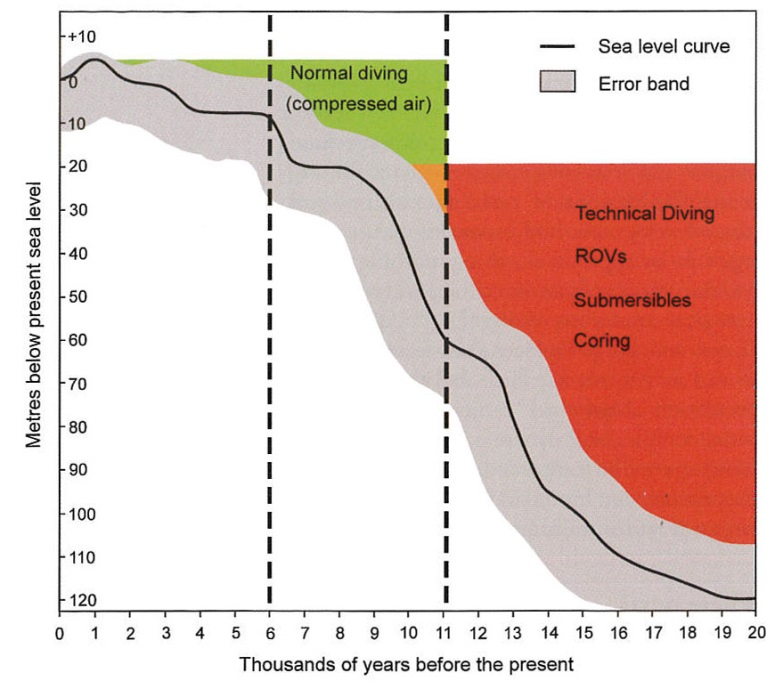 +10
0
10
20
30
40
50
60
70
80
90
100
110
120
Metres below present sea level
Normal diving
(compressed air)
Sea level curve
Error band
Technical Diving
ROVs
Submersibles
Coring
0 1 2 3 4 5 6 7 8 9 10 11 12 13 14 15 16 17 18 19 20
Thousands of years before the present